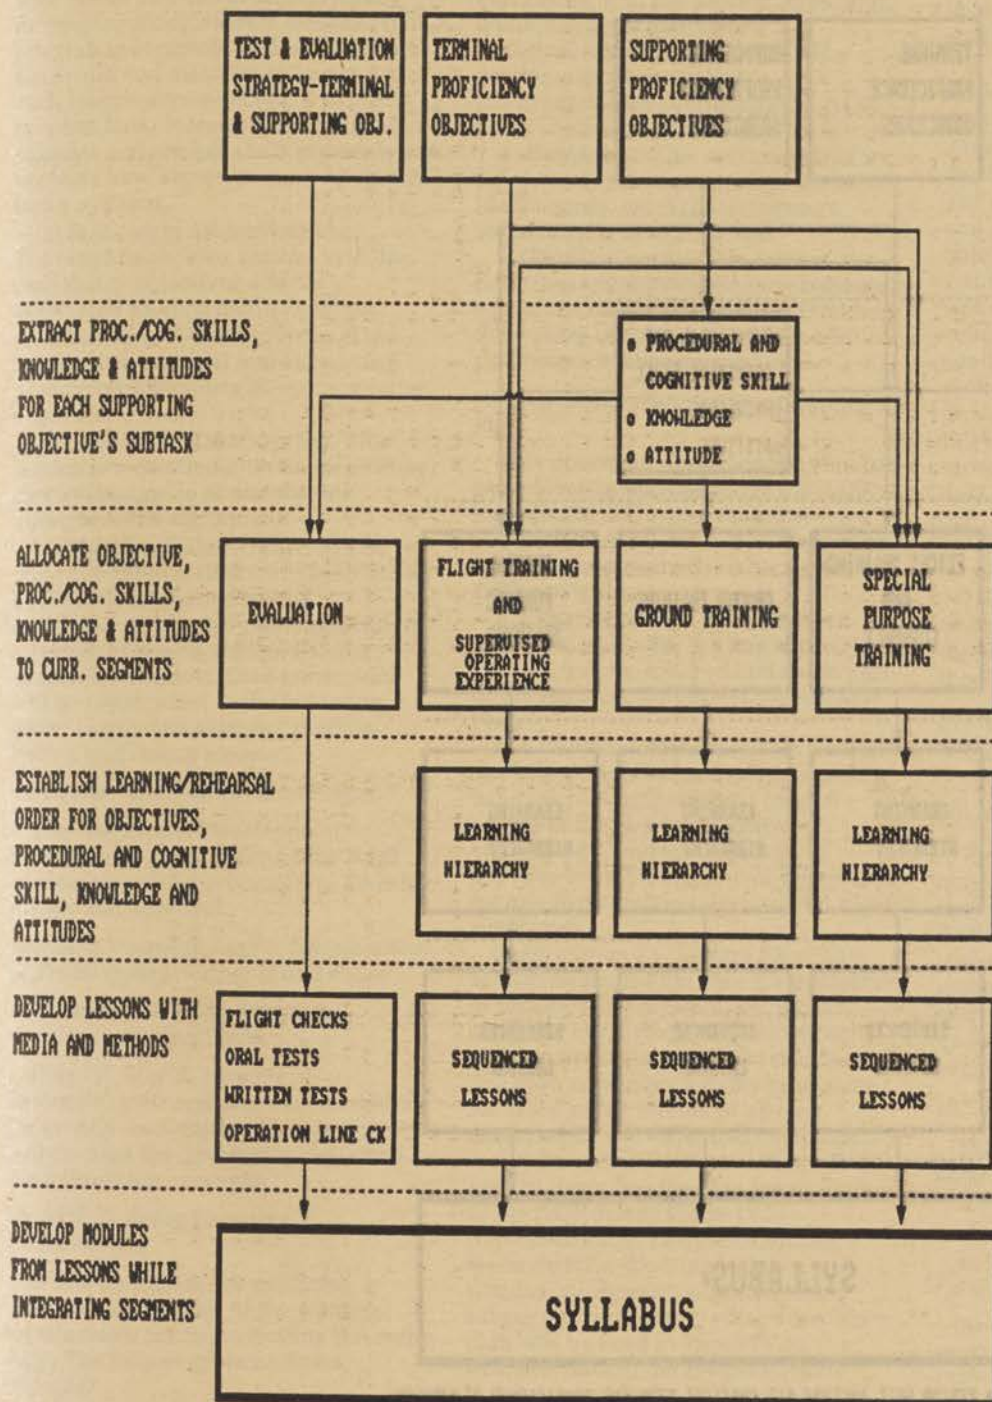 TEST & EVALUATION
STRATEGY-TERMINAL
& SUPPORTING OBJ.
TERMINAL
PROFICIENCY
OBJECTIVES
SUPPORTING
PROFICIENCY
OBJECTIVES
EXTRACT PROC./COG. SKILLS,
KNOWLEDGE & ATTITUDES
FOR EACH SUPPORTING
OBJECTIVE'S SUBTASK
• PROCEDURAL AND
COGNITIVE SKILL
• KNOWLEDGE
• ATTITUDE
ALLOCATE OBJECTIVE,
PROC./COG. SKILLS,
KNOWLEDGE & ATTITUDES
TO CURR. SEGMENTS
EVALUATION
FLIGHT TRAINING
AND
SUPERVISED
OPERATING
EXPERIENCE
GROUND TRAINING
SPECIAL
PURPOSE
TRAINING
ESTABLISH LEARNING/REHEARSAL
ORDER FOR OBJECTIVES,
PROCEDURAL AND COGNITIVE
SKILL, KNOWLEDGE AND
ATTITUDES
LEARNING
HIERARCHY
LEARNING
HIERARCHY
LEARNING
HIERARCHY
DEVELOP LESSONS WITH
MEDIA AND METHODS
FLIGHT CHECKS
ORAL TESTS
WRITTEN TESTS
OPERATION LINE CK
SEQUENCED
LESSONS
SEQUENCED
LESSONS
SEQUENCED
LESSONS
DEVELOP MODULES
FROM LESSONS WHILE
INTEGRATING SEGMENTS
SYLLABUS